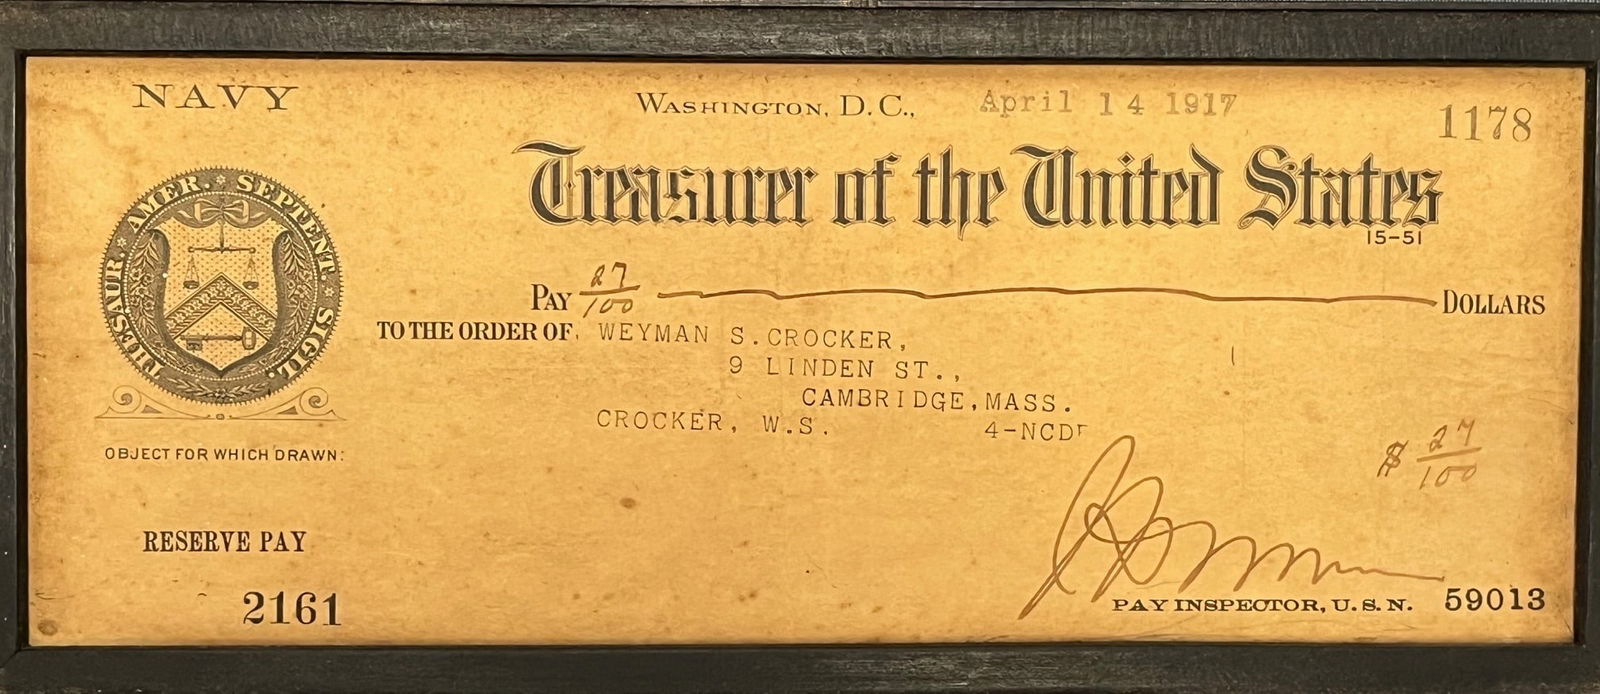 NAVY
WASHINGTON, D.C., April 14 1917
1178
Treasurer of the United States
15-51
THESAUR. AMER. SEPTENT. SIGIL.
PAY 27/100 DOLLARS
TO THE ORDER OF WEYMAN S. CROCKER,
9 LINDEN ST.,
CAMBRIDGE, MASS.
CROCKER, W.S. 4-NCDF
$ 27/100
OBJECT FOR WHICH DRAWN:
RESERVE PAY
2161
PAY INSPECTOR, U.S.N. 59013